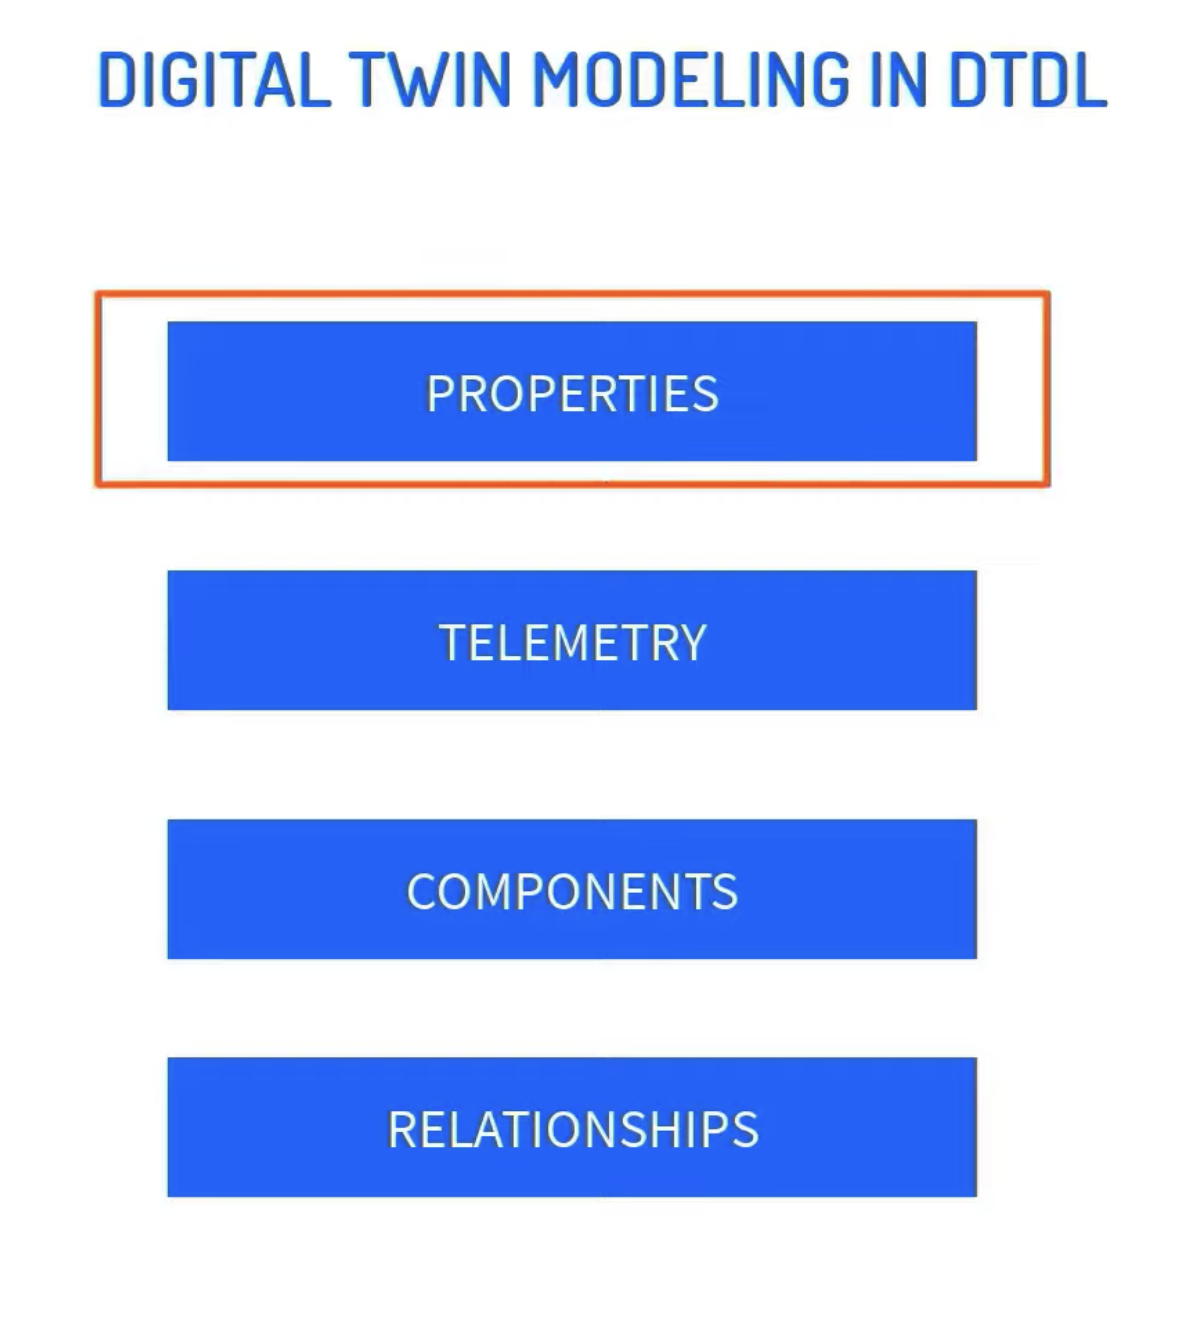 DIGITAL TWIN MODELING IN DTDL
PROPERTIES
TELEMETRY
COMPONENTS
RELATIONSHIPS